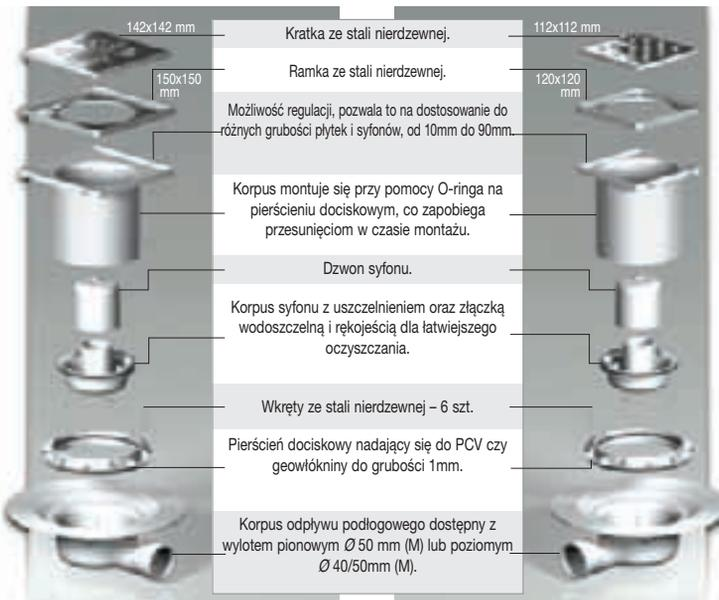 142x142 mm
Kratka ze stali nierdzewnej.
112x112 mm
Ramka ze stali nierdzewnej.
150x150
mm
120x120
mm
Możliwość regulacji, pozwala to na dostosowanie do
różnych grubości płytek i syfonów, od 10mm do 90mm.
Korpus montuje się przy pomocy O-ringa na
pierścieniu dociskowym, co zapobiega
przesunięciom w czasie montażu.
Dzwon syfonu.
Korpus syfonu z uszczelnieniem oraz złączką
wodoszczelną i rękojeścią dla łatwiejszego
oczyszczania.
Wkręty ze stali nierdzewnej – 6 szt.
Pierścień dociskowy nadający się do PCV czy
geowłókniny do grubości 1mm.
Korpus odpływu podłogowego dostępny z
wylotem pionowym Ø 50 mm (M) lub poziomym
Ø 40/50mm (M).